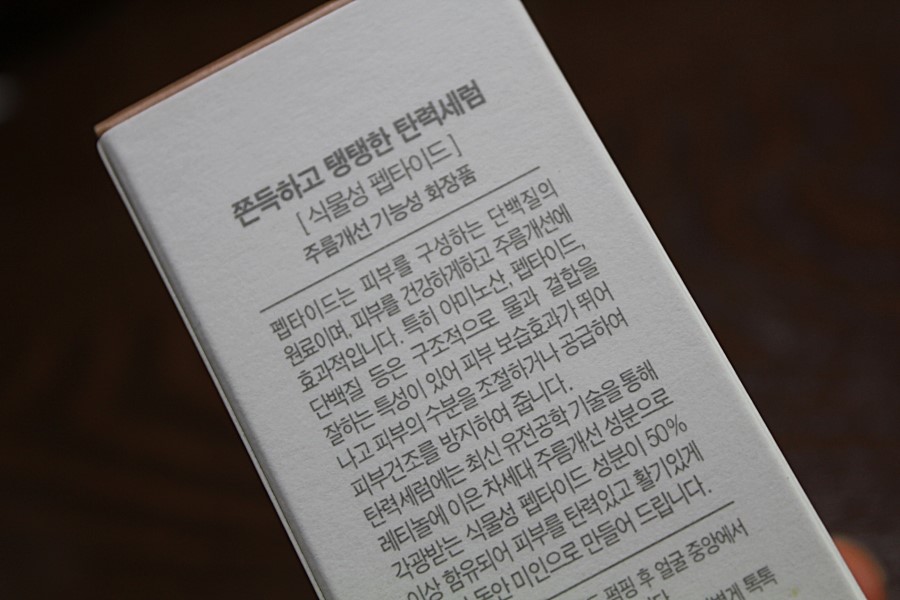 쫀득하고 탱탱한 탄력세럼
[ 식물성 펩타이드 ]
주름개선 기능성 화장품
펩타이드는 피부를 구성하는 단백질의
원료이며, 피부를 건강하게하고 주름개선에
효과적입니다. 특히 아미노산, 펩타이드,
단백질 등은 구조적으로 물과 결합을
잘하는 특성이 있어 피부 보습효과가 뛰어
나고 피부의 수분을 조절하거나 공급하여
피부건조를 방지하여 줍니다.
탄력세럼에는 최신 유전공학 기술을 통해
레티놀에 이은 차세대 주름개선 성분으로
각광받는 식물성 펩타이드 성분이 50%
이상 함유되어 피부를 탄력있고 활기있게
동안 미인으로 만들어 드립니다.
펌핑 후 얼굴 중앙에서
톡톡